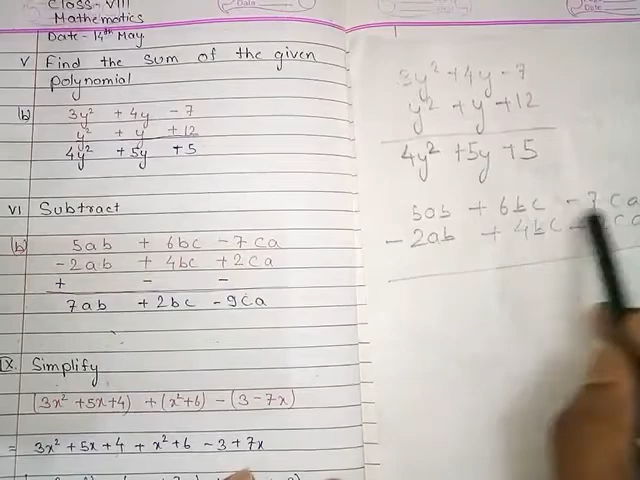 Class-VIII
Mathematics
Date - 14th May
V Find the sum of the given
polynomial
(b) 3y² + 4y - 7
y² + y + 12
4y² + 5y + 5
VI Subtract
(b) 5ab + 6bc - 7ca
-2ab + 4bc + 2ca
+ - -
7ab + 2bc - 9ca
IX. Simplify
(3x² + 5x + 4) + (x² + 6) - (3 - 7x)
= 3x² + 5x + 4 + x² + 6 - 3 + 7x
Date
Date
3y² + 4y - 7
y² + y + 12
4y² + 5y + 5
5ab + 6bc - 7ca
- 2ab + 4bc ca